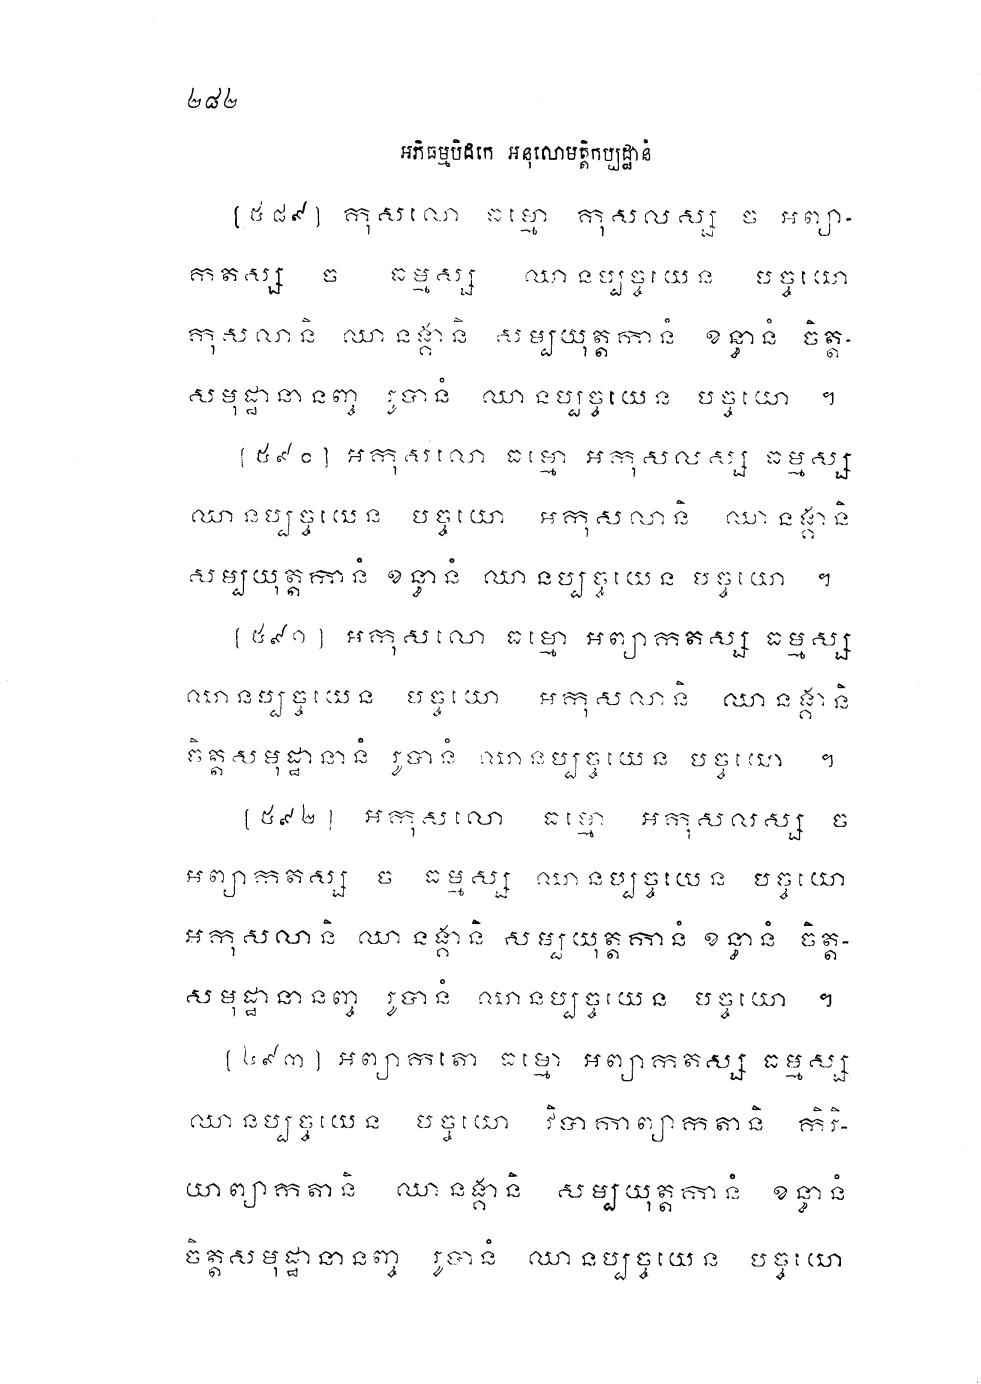 ២៨២
អភិធម្មបិដកេ អនុលោមត្តិកប្បដ្ឋានំ
[៥៨៩] កុសលោ ធម្មោ កុសលស្ស ច អព្យា-
កតស្ស ច ធម្មស្ស ឈានប្បច្ចយេន បច្ចយោ
កុសលានិ ឈានង្គានិ សម្បយុត្តកានំ ខន្ធានំ ចិត្ត-
សមុដ្ឋានានញ្ច រូបានំ ឈានប្បច្ចយេន បច្ចយោ ។
[៥៩០] អកុសលោ ធម្មោ អកុសលស្ស ធម្មស្ស
ឈានប្បច្ចយេន បច្ចយោ អកុសលានិ ឈានង្គានិ
សម្បយុត្តកានំ ខន្ធានំ ឈានប្បច្ចយេន បច្ចយោ ។
[៥៩១] អកុសលោ ធម្មោ អព្យាកតស្ស ធម្មស្ស
ឈានប្បច្ចយេន បច្ចយោ អកុសលានិ ឈានង្គានិ
ចិត្តសមុដ្ឋានានំ រូបានំ ឈានប្បច្ចយេន បច្ចយោ ។
[៥៩២] អកុសលោ ធម្មោ អកុសលស្ស ច
អព្យាកតស្ស ច ធម្មស្ស ឈានប្បច្ចយេន បច្ចយោ
អកុសលានិ ឈានង្គានិ សម្បយុត្តកានំ ខន្ធានំ ចិត្ត-
សមុដ្ឋានានញ្ច រូបានំ ឈានប្បច្ចយេន បច្ចយោ ។
[៥៩៣] អព្យាកតោ ធម្មោ អព្យាកតស្ស ធម្មស្ស
ឈានប្បច្ចយេន បច្ចយោ វិបាកាព្យាកតានិ កិរិ-
យាព្យាកតានិ ឈានង្គានិ សម្បយុត្តកានំ ខន្ធានំ
ចិត្តសមុដ្ឋានានញ្ច រូបានំ ឈានប្បច្ចយេន បច្ចយោ